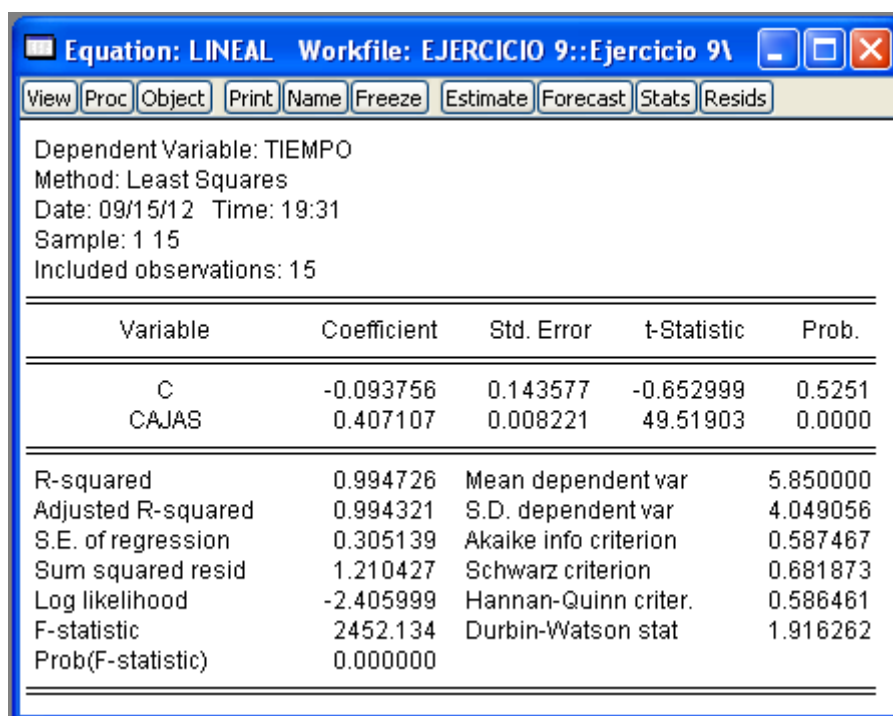 Equation: LINEAL Workfile: EJERCICIO 9::Ejercicio 9\
View Proc Object Print Name Freeze Estimate Forecast Stats Resids
Dependent Variable: TIEMPO
Method: Least Squares
Date: 09/15/12 Time: 19:31
Sample: 1 15
Included observations: 15
Variable Coefficient Std. Error t-Statistic Prob.
C -0.093756 0.143577 -0.652999 0.5251
CAJAS 0.407107 0.008221 49.51903 0.0000
R-squared 0.994726 Mean dependent var 5.850000
Adjusted R-squared 0.994321 S.D. dependent var 4.049056
S.E. of regression 0.305139 Akaike info criterion 0.587467
Sum squared resid 1.210427 Schwarz criterion 0.681873
Log likelihood -2.405999 Hannan-Quinn criter. 0.586461
F-statistic 2452.134 Durbin-Watson stat 1.916262
Prob(F-statistic) 0.000000